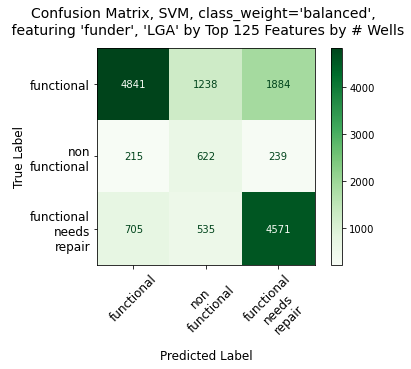 Confusion Matrix, SVM, class_weight='balanced',
featuring 'funder', 'LGA' by Top 125 Features by # Wells
True Label
functional
4841 1238 1884
non
functional
215 622 239
functional
needs
repair
705 535 4571
functional
non
functional
functional
needs
repair
Predicted Label
4000
3000
2000
1000